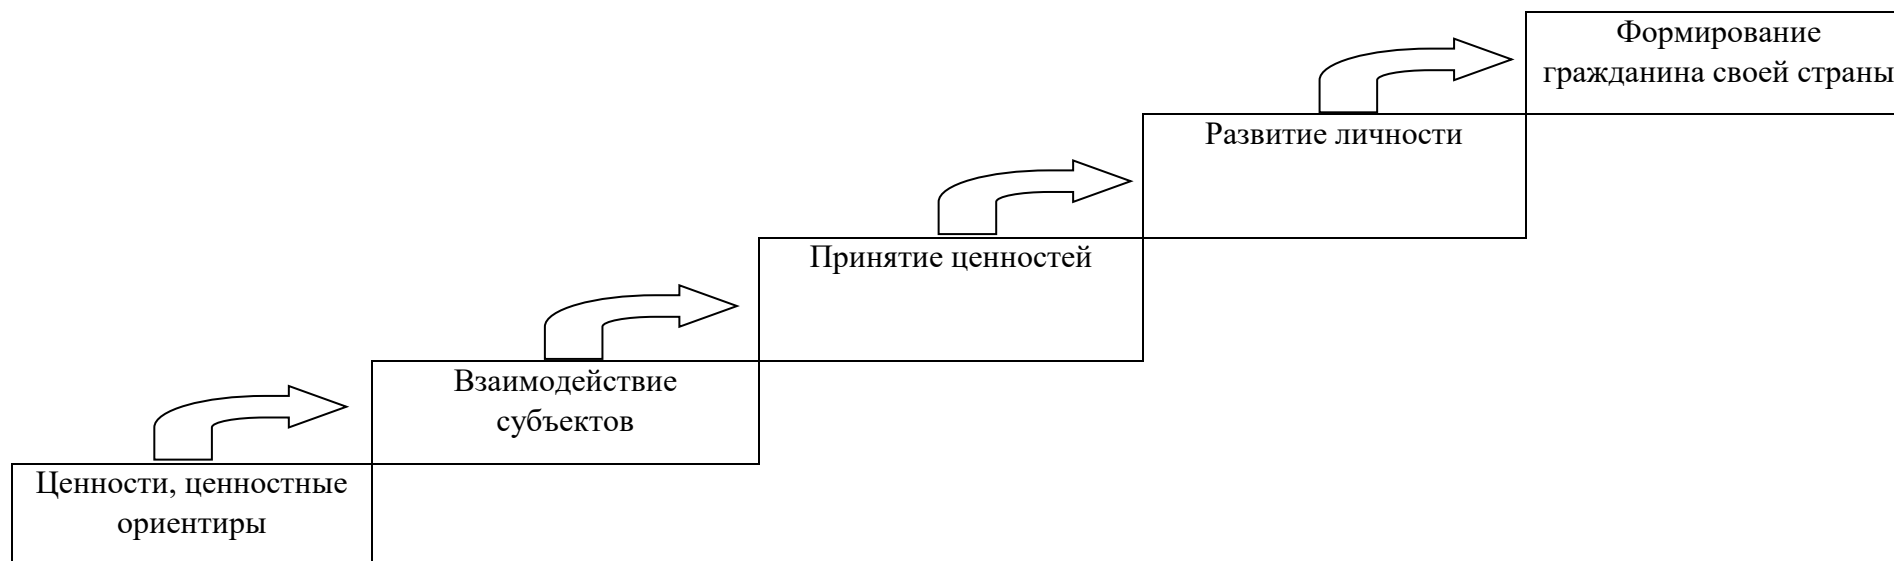 Формирование
гражданина своей страны
Развитие личности
Принятие ценностей
Взаимодействие
субъектов
Ценности, ценностные
ориентиры